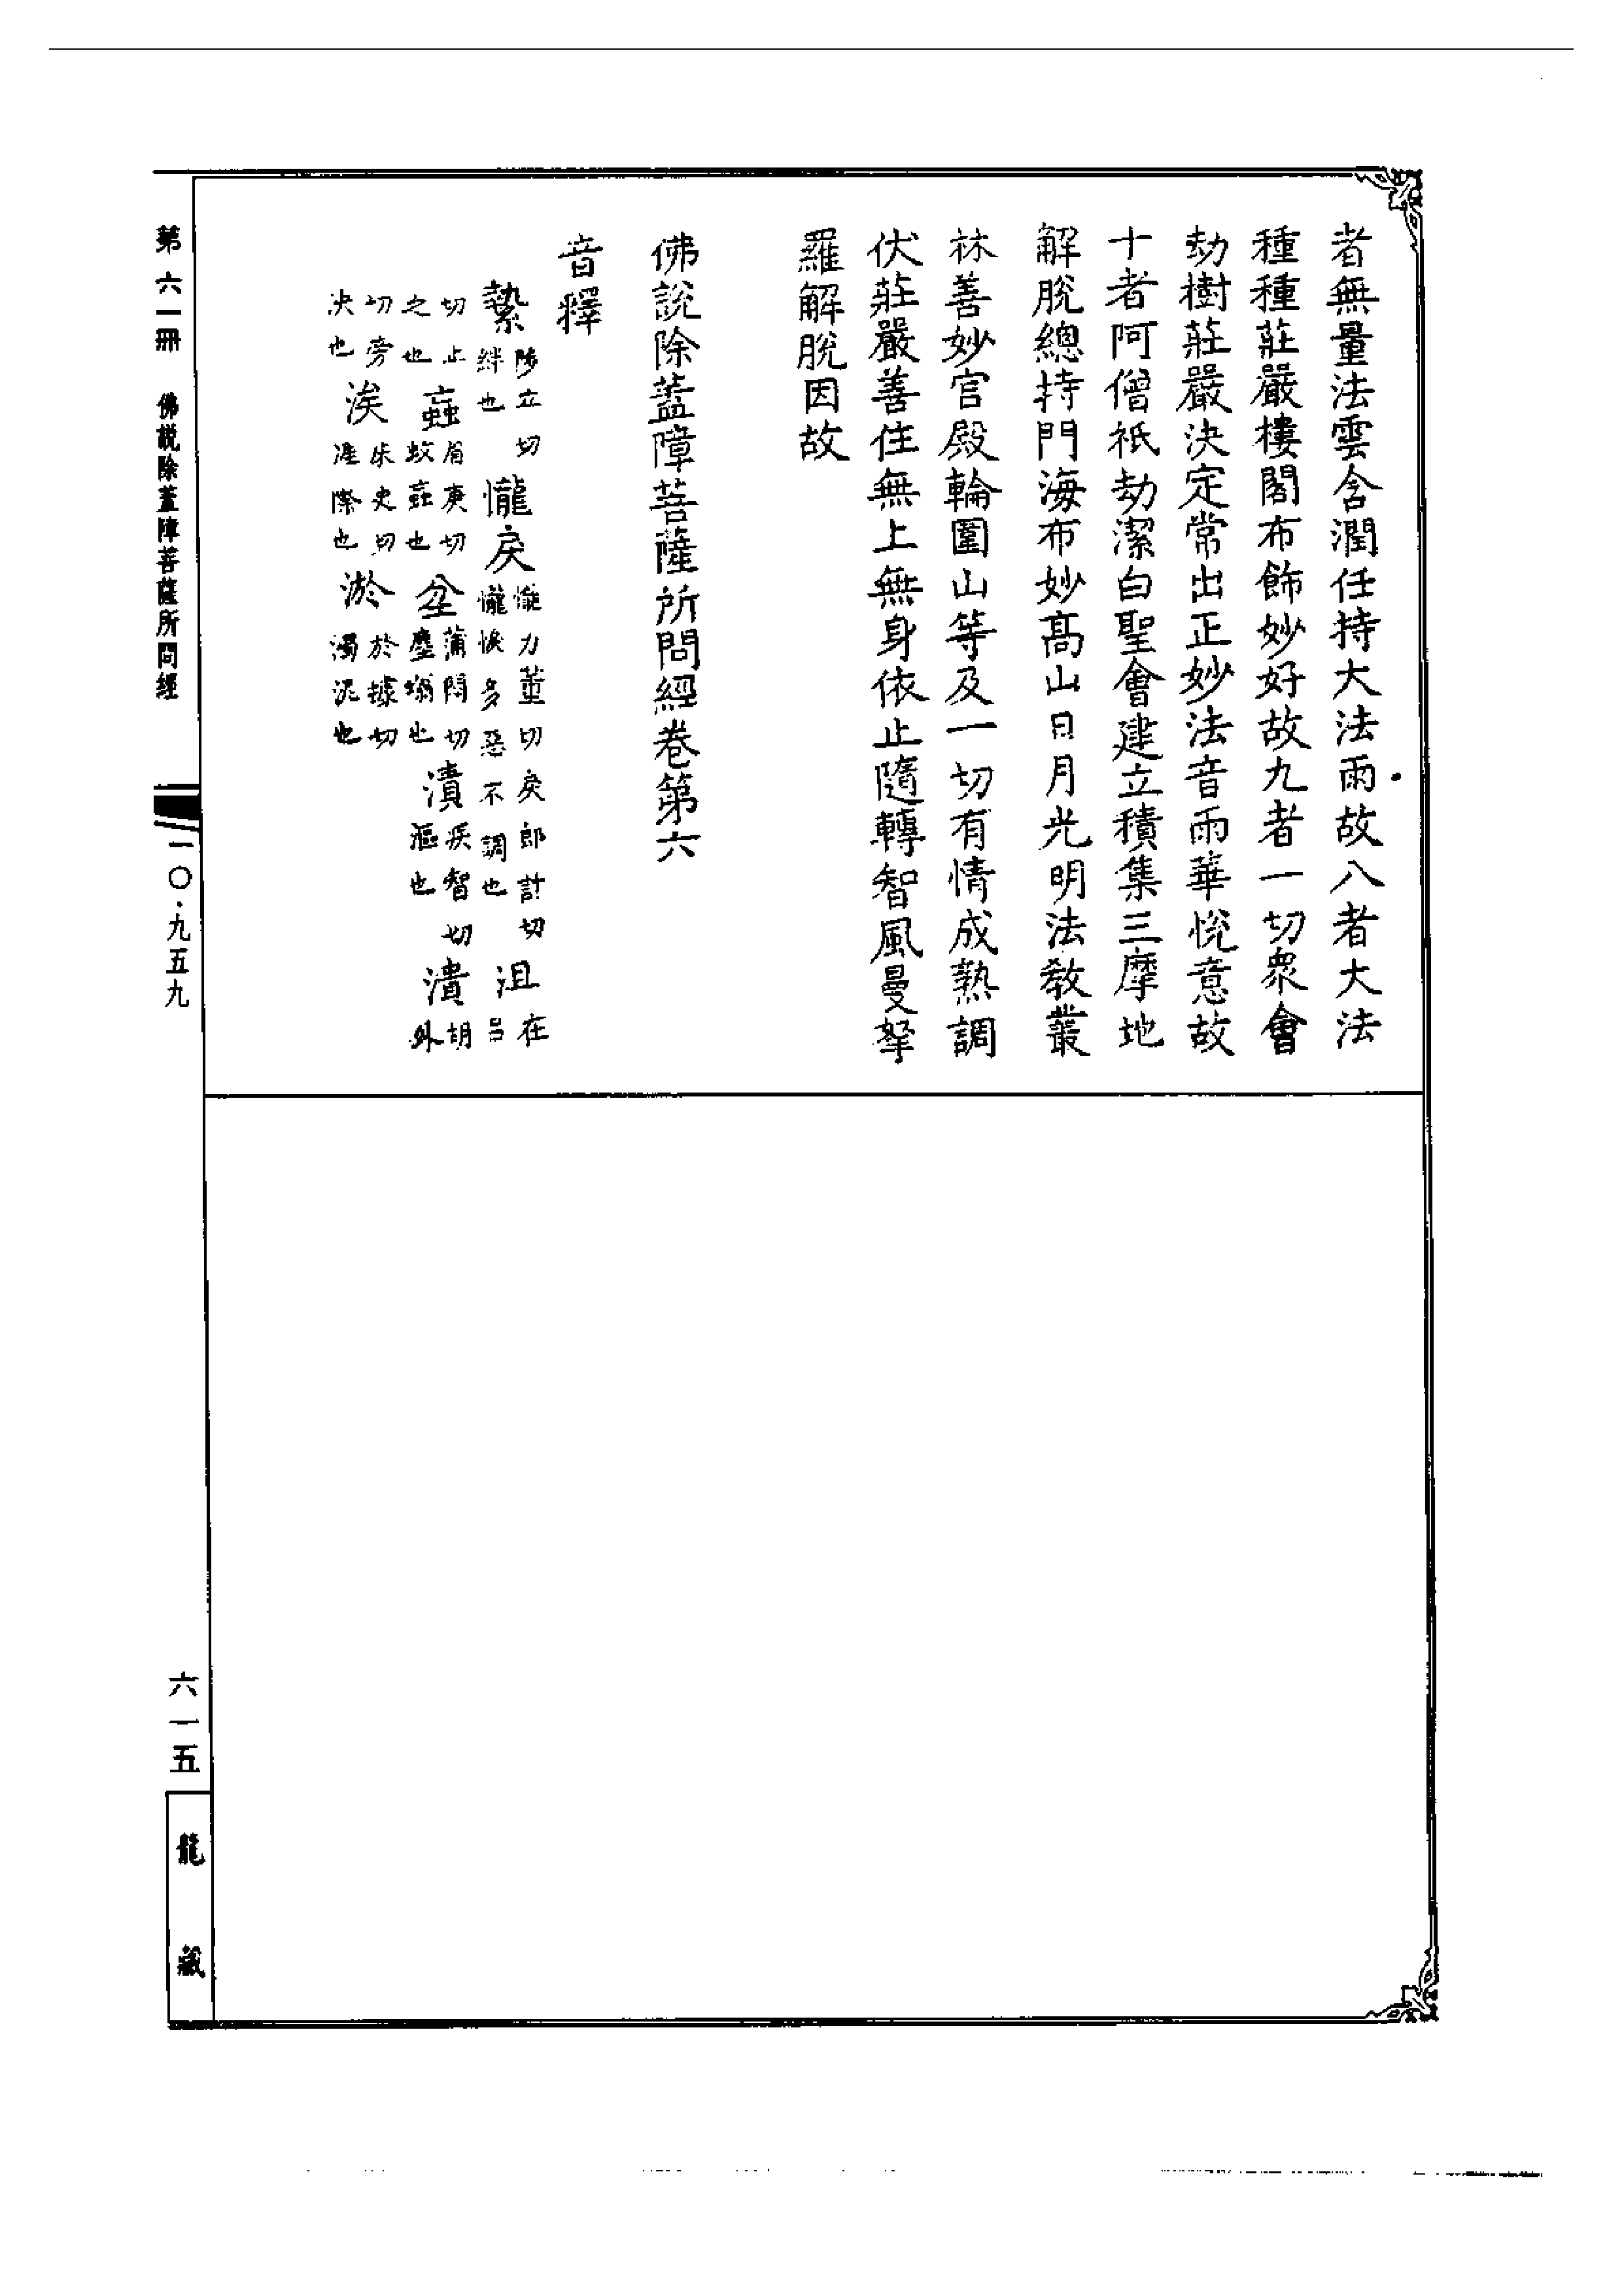 者無量法雲含潤任持大法雨故八者大法
種種莊嚴樓閣布飾妙好故九者一切衆會
劫樹莊嚴決定常出正妙法音雨華悅意故
十者阿僧祇劫潔白聖會建立積集三摩地
解脫總持門海布妙高山日月光明法教叢
林善妙官殿輪圍山等及一切有情成熟調
伏莊嚴善住無上無身依止隨轉智風曼拏
羅解脫因故
佛說除蓋障菩薩所問經卷第六
音釋
縶陟立切絆也 㦬戾㦬力董切戾郎計切㦬悷多惡不調也 沮在呂
切止之也 蝱眉庚切蚊蝱也 坌蒲悶切塵塕也 漬疾智切漚也 潰胡外
切旁决也 涘牀史切涯際也 淤於據切濁泥也
第六一冊 佛説除蓋障菩薩所問經
一〇·九五九
六一五
龍藏